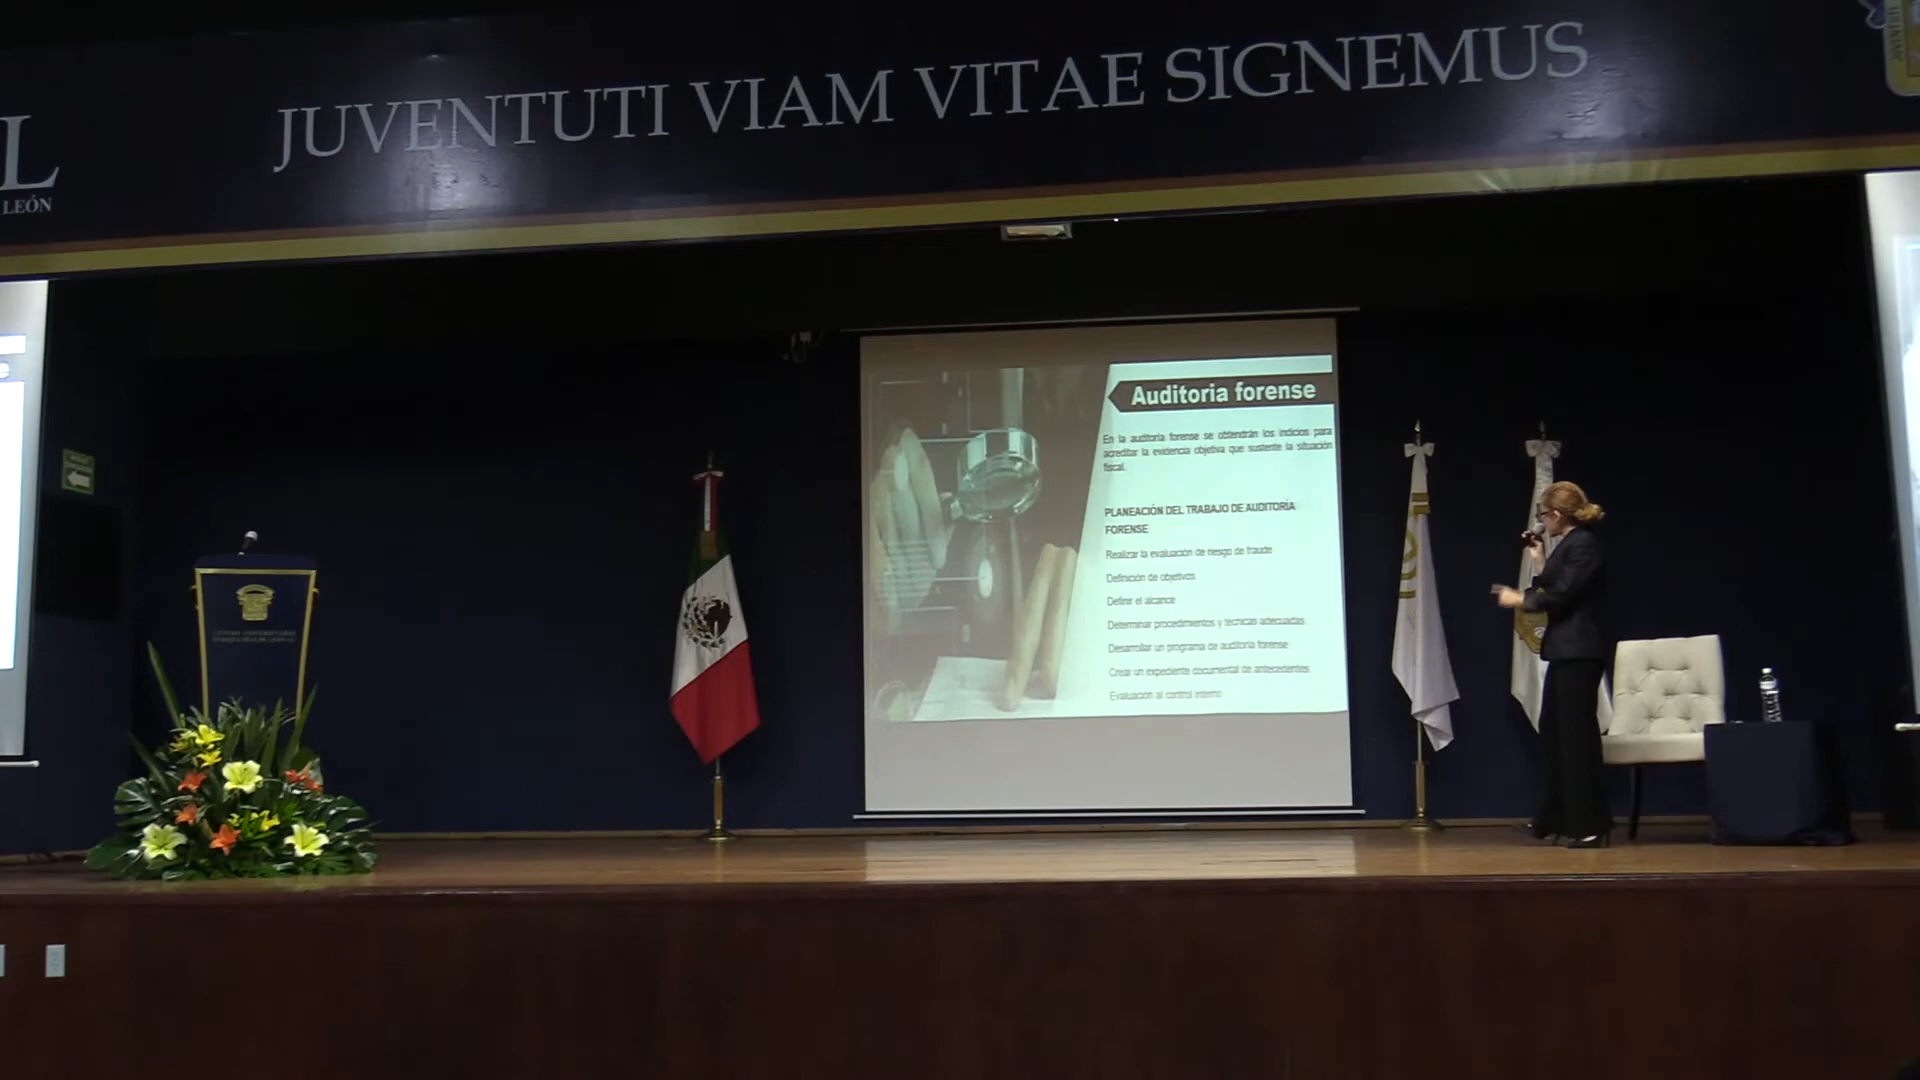 L
LEÓN
JUVENTUTI VIAM VITAE SIGNEMUS
Auditoria forense
En la auditoría forense se obtendrán los indicios para
acreditar la evidencia objetiva que sustente la situación
fiscal.
PLANEACIÓN DEL TRABAJO DE AUDITORÍA
FORENSE
Realizar la evaluación de riesgo de fraude
Definición de objetivos
Definir el alcance
Determinar procedimientos y técnicas adecuadas
Desarrollar un programa de auditoría forense
Crear un expediente documental de antecedentes
Evaluación al control interno